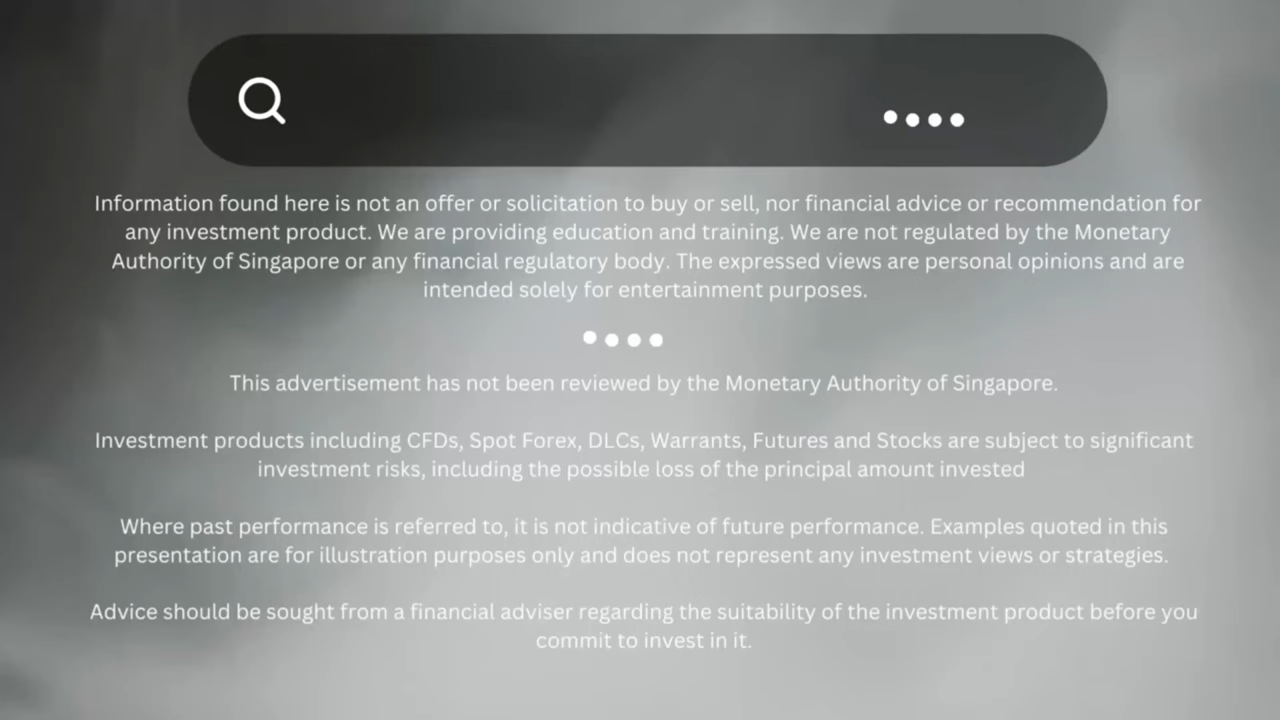 Information found here is not an offer or solicitation to buy or sell, nor financial advice or recommendation for
any investment product. We are providing education and training. We are not regulated by the Monetary
Authority of Singapore or any financial regulatory body. The expressed views are personal opinions and are
intended solely for entertainment purposes.
This advertisement has not been reviewed by the Monetary Authority of Singapore.
Investment products including CFDs, Spot Forex, DLCs, Warrants, Futures and Stocks are subject to significant
investment risks, including the possible loss of the principal amount invested
Where past performance is referred to, it is not indicative of future performance. Examples quoted in this
presentation are for illustration purposes only and does not represent any investment views or strategies.
Advice should be sought from a financial adviser regarding the suitability of the investment product before you
commit to invest in it.